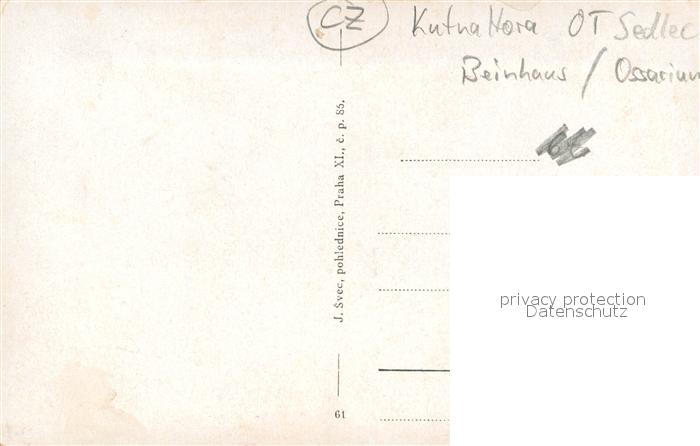 CZ
Kutna Hora OT Sedlec
Beinhaus / Ossarium
J. Švec, pohlednice, Praha XI., č. p. 85.
61
privacy protection
Datenschutz